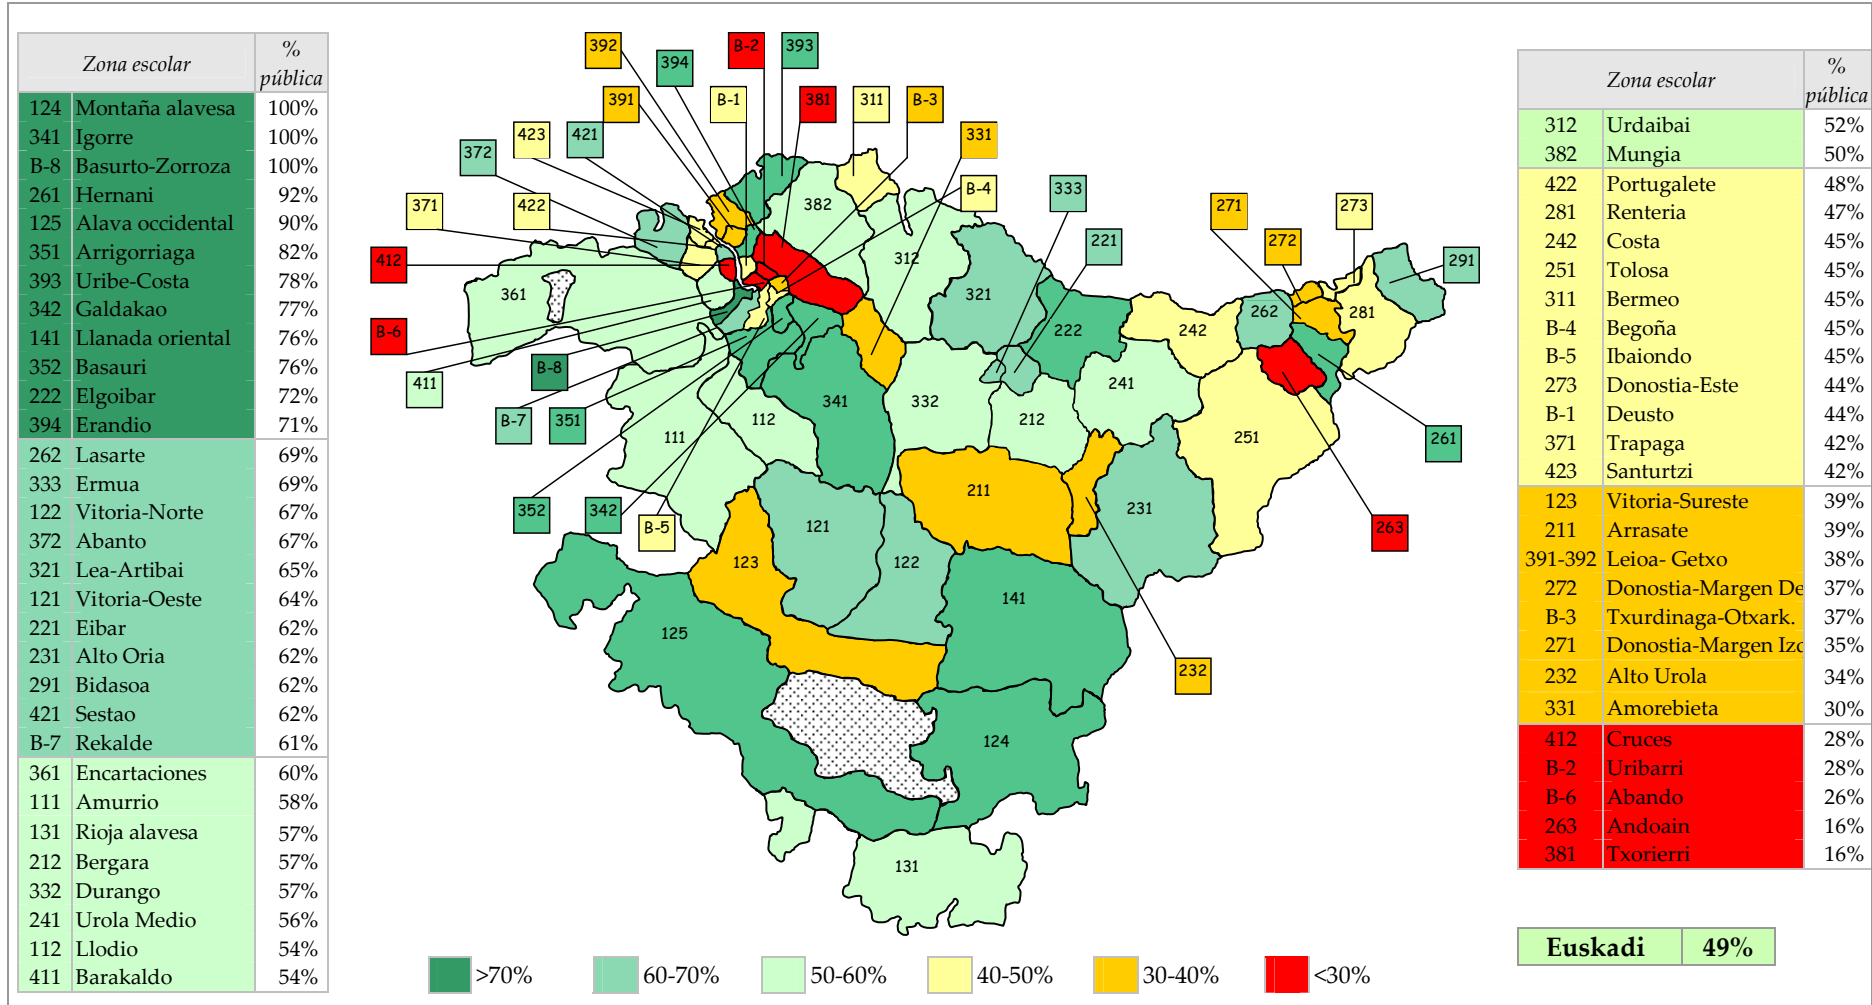 Zona escolar % pública
124 Montaña alavesa 100%
341 Igorre 100%
B-8 Basurto-Zorroza 100%
261 Hernani 92%
125 Alava occidental 90%
351 Arrigorriaga 82%
393 Uribe-Costa 78%
342 Galdakao 77%
141 Llanada oriental 76%
352 Basauri 76%
222 Elgoibar 72%
394 Erandio 71%
262 Lasarte 69%
333 Ermua 69%
122 Vitoria-Norte 67%
372 Abanto 67%
321 Lea-Artibai 65%
121 Vitoria-Oeste 64%
221 Eibar 62%
231 Alto Oria 62%
291 Bidasoa 62%
421 Sestao 62%
B-7 Rekalde 61%
361 Encartaciones 60%
111 Amurrio 58%
131 Rioja alavesa 57%
212 Bergara 57%
332 Durango 57%
241 Urola Medio 56%
112 Llodio 54%
411 Barakaldo 54%
392
394
B-2
393
391
B-1
381
311
B-3
423
421
331
372
B-4
333
371
422
382
271
273
221
272
412
312
291
361
321
262
281
B-6
222
242
B-8
411
241
341
332
B-7
351
112
212
111
251
261
211
352
342
B-5
121
231
263
123
122
141
125
232
124
131
>70%
60-70%
50-60%
40-50%
30-40%
<30%
Zona escolar % pública
312 Urdaibai 52%
382 Mungia 50%
422 Portugalete 48%
281 Renteria 47%
242 Costa 45%
251 Tolosa 45%
311 Bermeo 45%
B-4 Begoña 45%
B-5 Ibaiondo 45%
273 Donostia-Este 44%
B-1 Deusto 44%
371 Trapaga 42%
423 Santurtzi 42%
123 Vitoria-Sureste 39%
211 Arrasate 39%
391-392 Leioa- Getxo 38%
272 Donostia-Margen De 37%
B-3 Txurdinaga-Otxark. 37%
271 Donostia-Margen Izq 35%
232 Alto Urola 34%
331 Amorebieta 30%
412 Cruces 28%
B-2 Uribarri 28%
B-6 Abando 26%
263 Andoain 16%
381 Txorierri 16%
Euskadi 49%